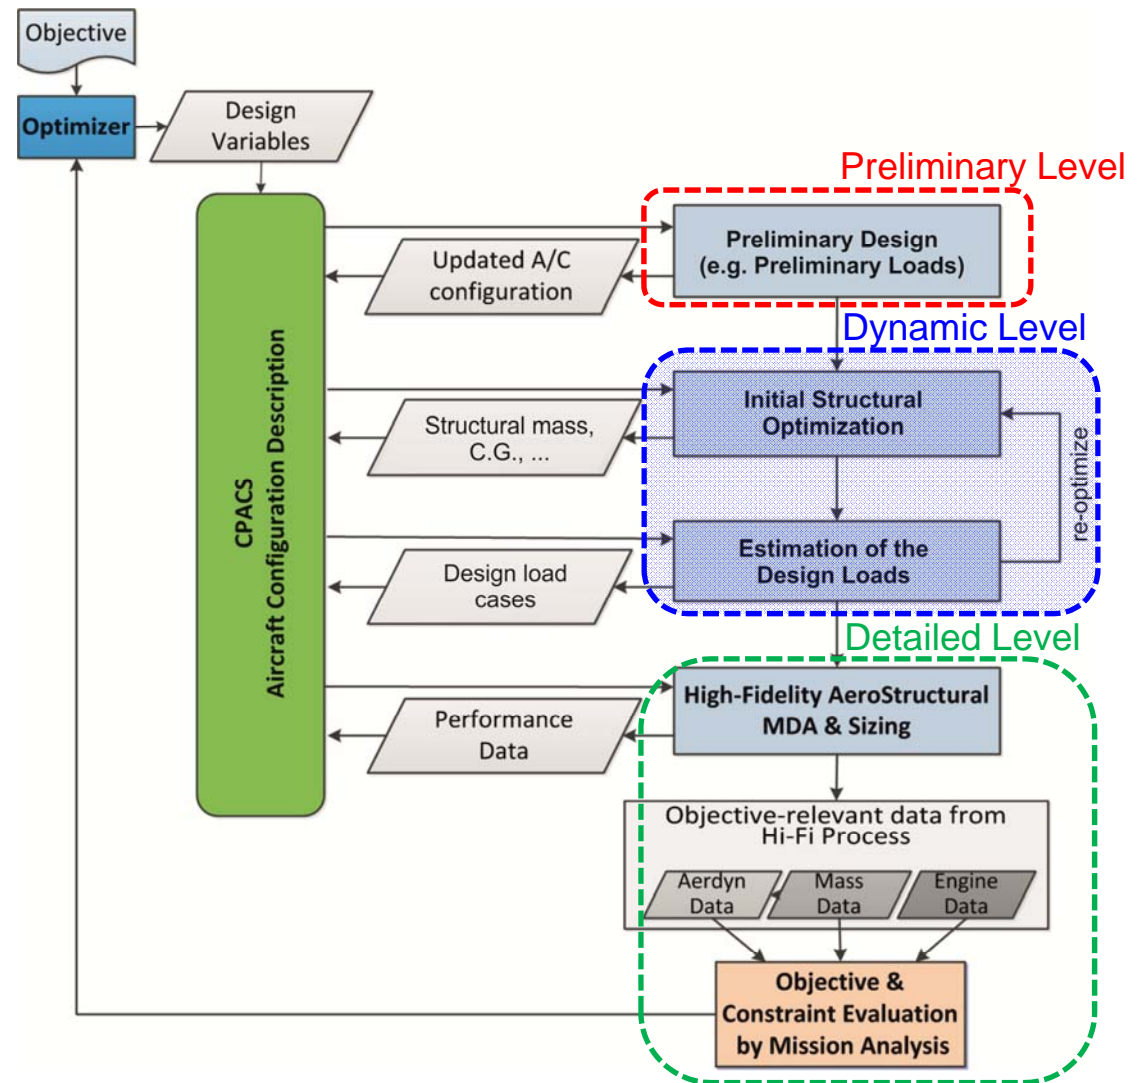 Objective
Optimizer
Design
Variables
Preliminary Level
Preliminary Design
(e.g. Preliminary Loads)
Updated A/C
configuration
Dynamic Level
CPACS
Aircraft Configuration Description
Initial Structural
Optimization
Structural mass,
C.G., ...
re-optimize
Estimation of the
Design Loads
Design load
cases
Detailed Level
High-Fidelity AeroStructural
MDA & Sizing
Performance
Data
Objective-relevant data from
Hi-Fi Process
Aerdyn
Data
Mass
Data
Engine
Data
Objective &
Constraint Evaluation
by Mission Analysis